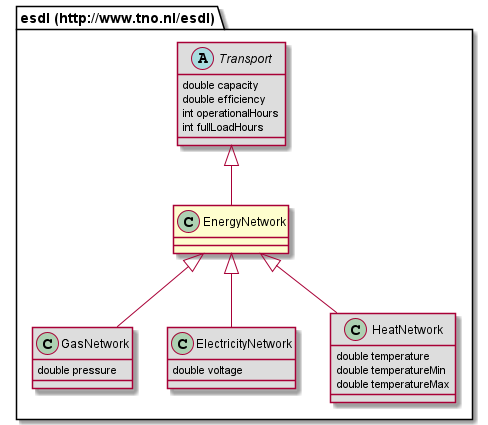 esdl (http://www.tno.nl/esdl)
A Transport
double capacity
double efficiency
int operationalHours
int fullLoadHours
C EnergyNetwork
C GasNetwork
double pressure
C ElectricityNetwork
double voltage
C HeatNetwork
double temperature
double temperatureMin
double temperatureMax